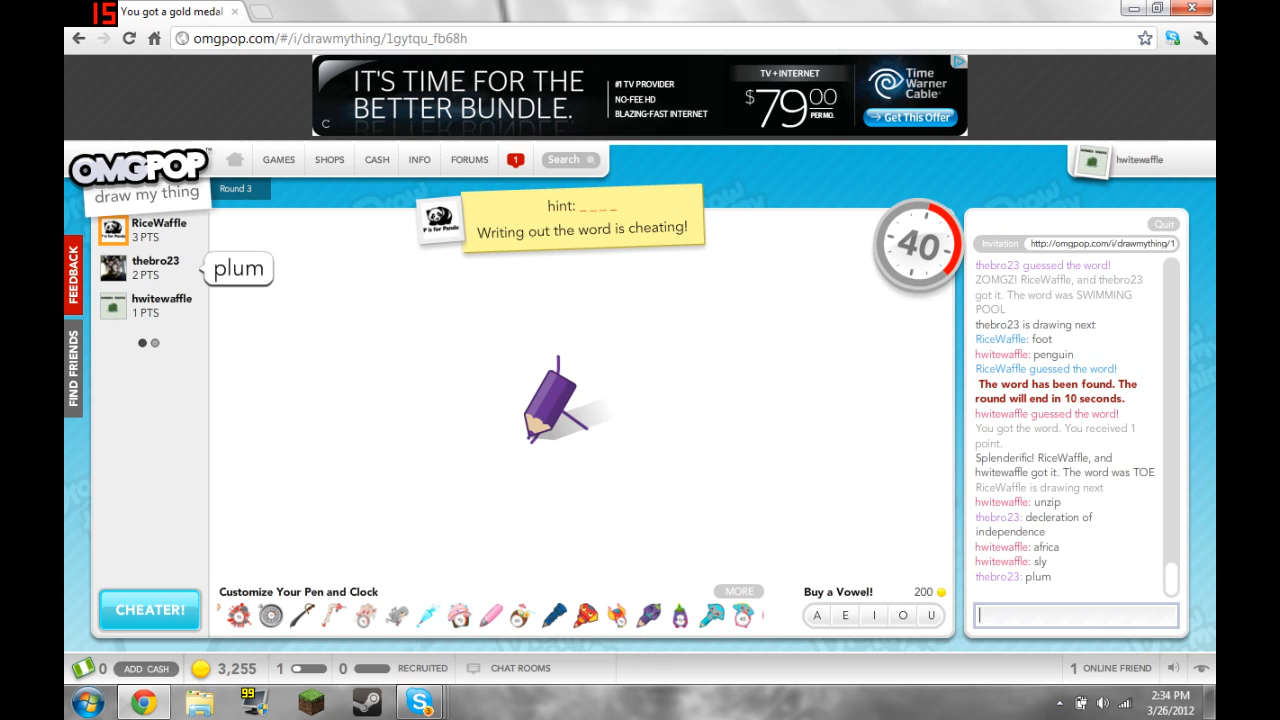 15
You got a gold medal
omgpop.com/#/i/drawmything/1gytqu_fb68h
IT'S TIME FOR THE
BETTER BUNDLE.
#1 TV PROVIDER
NO-FEE HD
BLAZING-FAST INTERNET
TV + INTERNET
$79.00
PER MO.
Time
Warner
Cable
Get This Offer
C
OMGPOP
draw my thing
GAMES
SHOPS
CASH
INFO
FORUMS
1
Search
hwitewaffle
Round 3
P is for Panda
hint: _ _ _ _
Writing out the word is cheating!
40
FEEDBACK
FIND FRIENDS
P is for Panda
RiceWaffle
3 PTS
thebro23
2 PTS
plum
hwitewaffle
1 PTS
CHEATER!
Quit
Invitation
http://omgpop.com/i/drawmything/1
thebro23 guessed the word!
ZOMGZ! RiceWaffle, and thebro23
got it. The word was SWIMMING
POOL
thebro23 is drawing next
RiceWaffle: foot
hwitewaffle: penguin
RiceWaffle guessed the word!
The word has been found. The
round will end in 10 seconds.
hwitewaffle guessed the word!
You got the word. You received 1
point.
Splenderific! RiceWaffle, and
hwitewaffle got it. The word was TOE
RiceWaffle is drawing next
hwitewaffle: unzip
thebro23: decleration of
independence
hwitewaffle: africa
hwitewaffle: sly
thebro23: plum
Customize Your Pen and Clock
MORE
Buy a Vowel!
200
A E I O U
0
ADD CASH
3,255
1
0
RECRUITED
CHAT ROOMS
1 ONLINE FRIEND
99
3
2:34 PM
3/26/2012